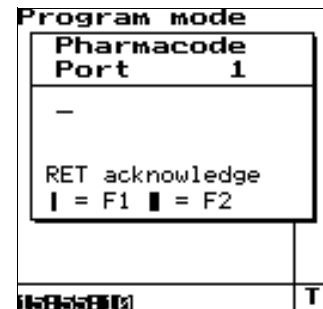 Program mode
Pharmacode
Port 1
_
RET acknowledge
| = F1 ▮ = F2
T